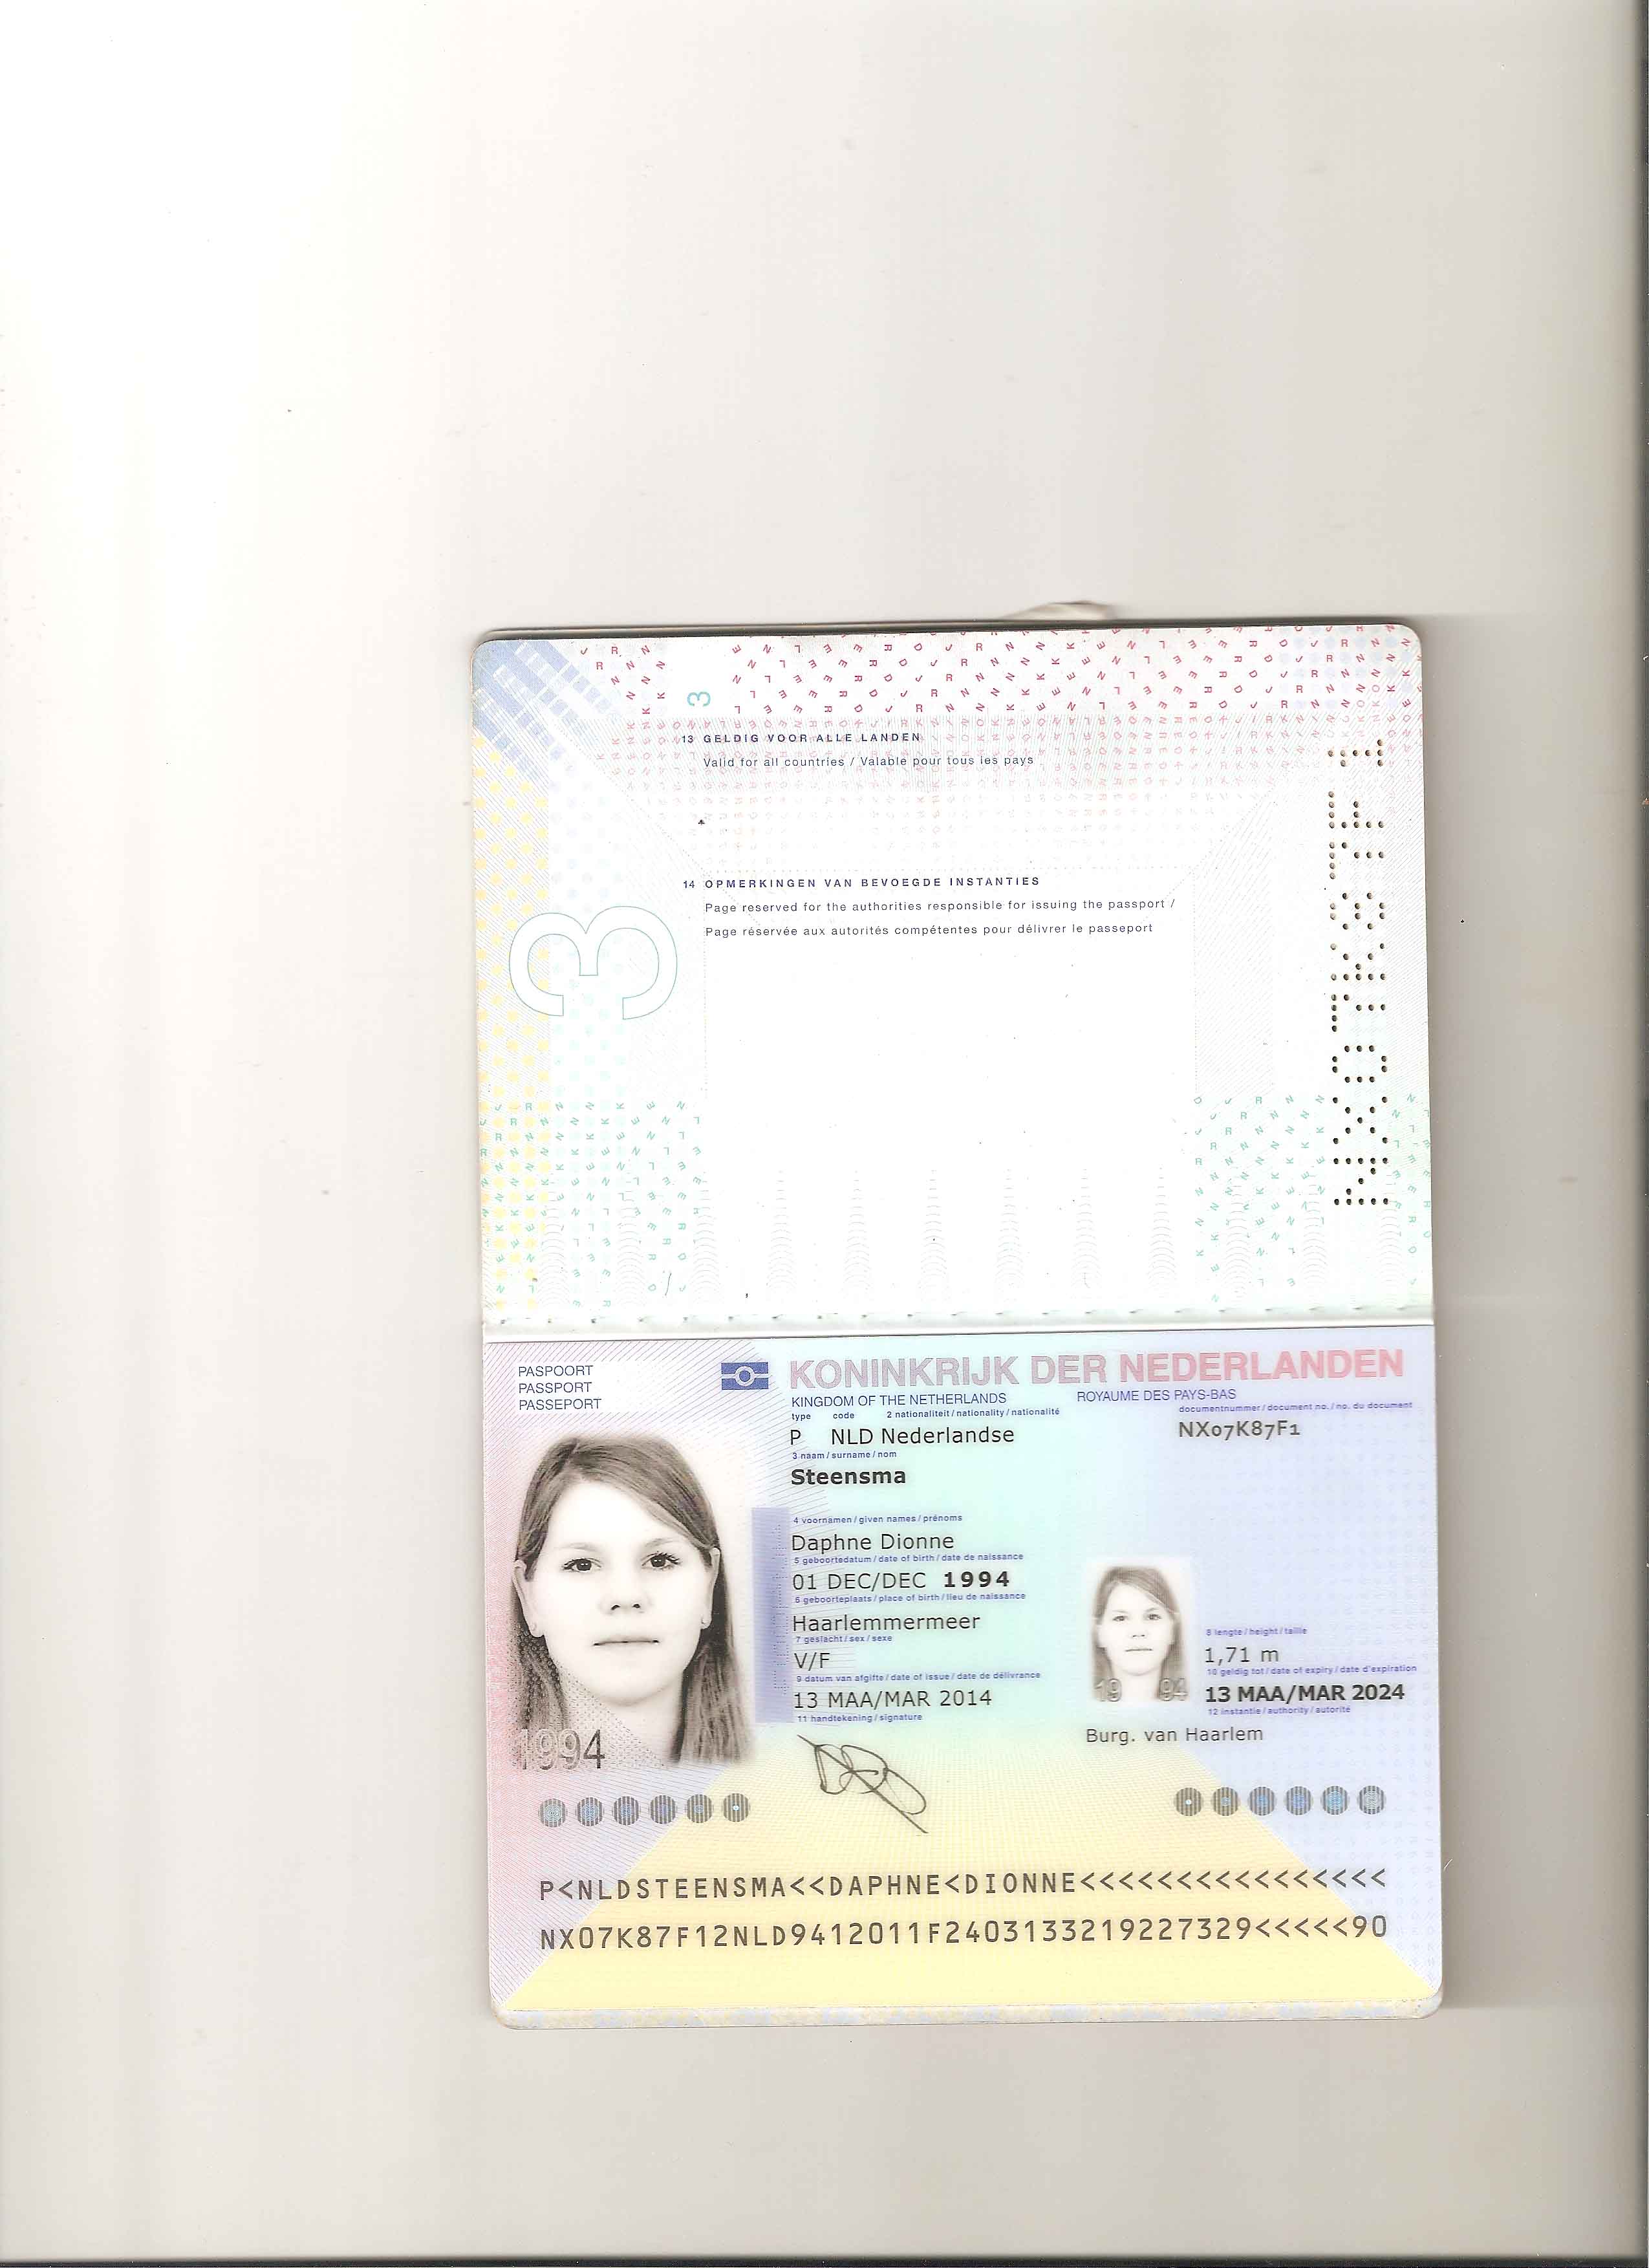 3
13 GELDIG VOOR ALLE LANDEN
Valid for all countries / Valable pour tous les pays
14 OPMERKINGEN VAN BEVOEGDE INSTANTIES
Page reserved for the authorities responsible for issuing the passport /
Page réservée aux autorités compétentes pour délivrer le passeport
3
PASPOORT
PASSPORT
PASSEPORT
KONINKRIJK DER NEDERLANDEN
KINGDOM OF THE NETHERLANDS ROYAUME DES PAYS-BAS
type code 2 nationaliteit / nationality / nationalité documentnummer / document no. / no. du document
P NLD Nederlandse NX07K87F1
3 naam / surname / nom
Steensma
4 voornamen / given names / prénoms
Daphne Dionne
5 geboortedatum / date of birth / date de naissance
01 DEC/DEC 1994
6 geboorteplaats / place of birth / lieu de naissance
Haarlemmermeer
7 geslacht / sex / sexe 8 lengte / height / taille
V/F 1,71 m
9 datum van afgifte / date of issue / date de délivrance 10 geldig tot / date of expiry / date d'expiration
13 MAA/MAR 2014 13 MAA/MAR 2024
11 handtekening / signature 12 instantie / authority / autorité
Burg. van Haarlem
1994
19 94
P<NLDSTEENSMA<<DAPHNE<DIONNE<<<<<<<<<<<<<<<<
NX07K87F12NLD9412011F2403133219227329<<<<<90